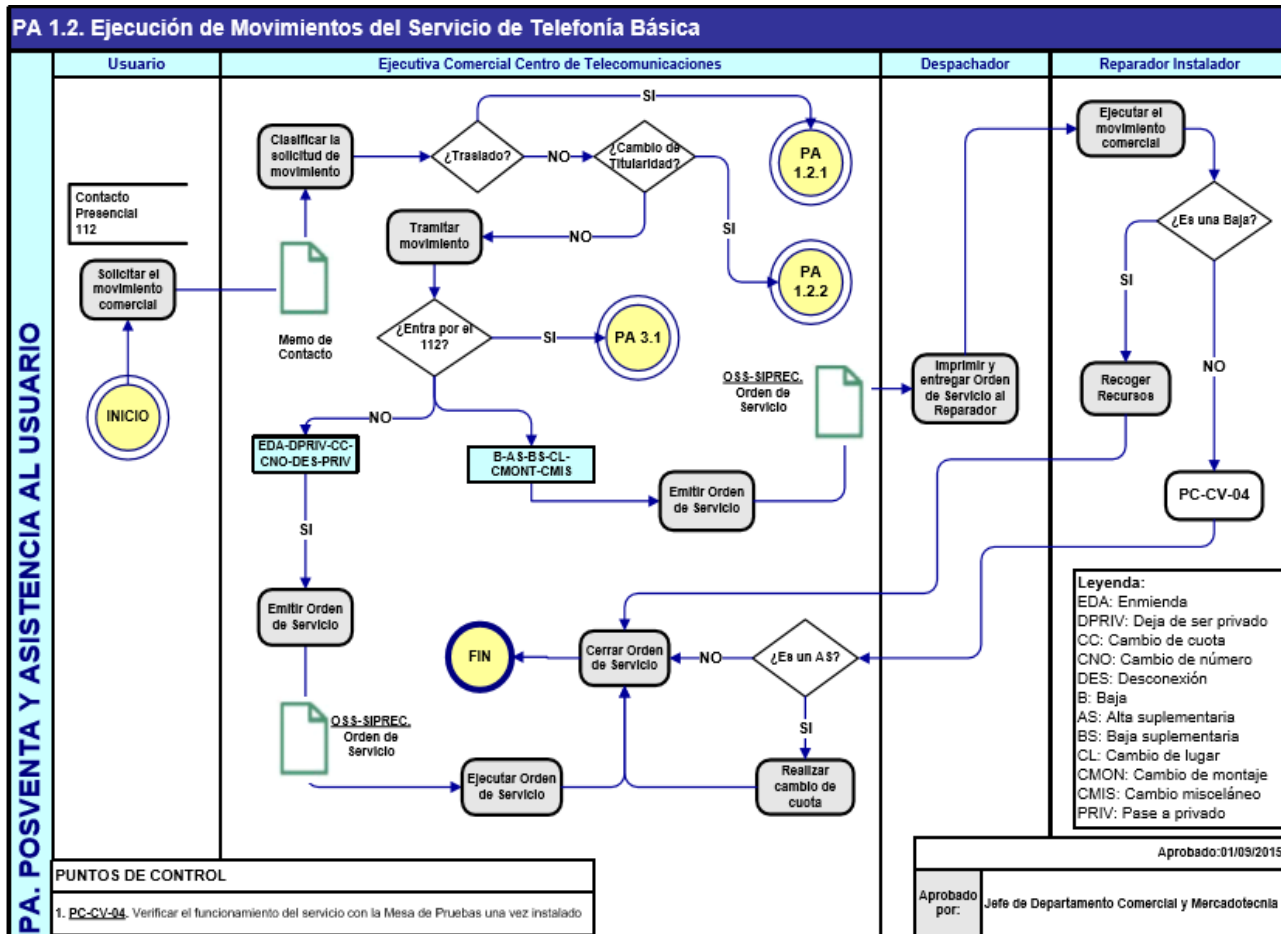 PA 1.2. Ejecución de Movimientos del Servicio de Telefonía Básica
PA. POSVENTA Y ASISTENCIA AL USUARIO
Usuario
Ejecutiva Comercial Centro de Telecomunicaciones
Despachador
Reparador Instalador
Contacto
Presencial
112
Solicitar el
movimiento
comercial
INICIO
Clasificar la
solicitud de
movimiento
Memo de
Contacto
¿Traslado?
SI
NO
¿Cambio de
Titularidad?
PA
1.2.1
SI
NO
PA
1.2.2
Tramitar
movimiento
¿Entra por el
112?
SI
PA 3.1
NO
EDA-DPRIV-CC-
CNO-DES-PRIV
B-AS-BS-CL-
CMONT-CMIS
Emitir Orden
de Servicio
OSS-SIPREC.
Orden de
Servicio
SI
Emitir Orden
de Servicio
OSS-SIPREC.
Orden de
Servicio
Ejecutar Orden
de Servicio
FIN
Cerrar Orden
de Servicio
NO
¿Es un AS?
SI
Realizar
cambio de
cuota
Imprimir y
entregar Orden
de Servicio al
Reparador
Ejecutar el
movimiento
comercial
¿Es una Baja?
SI
NO
Recoger
Recursos
PC-CV-04
Leyenda:
EDA: Enmienda
DPRIV: Deja de ser privado
CC: Cambio de cuota
CNO: Cambio de número
DES: Desconexión
B: Baja
AS: Alta suplementaria
BS: Baja suplementaria
CL: Cambio de lugar
CMON: Cambio de montaje
CMIS: Cambio misceláneo
PRIV: Pase a privado
PUNTOS DE CONTROL
1. PC-CV-04. Verificar el funcionamiento del servicio con la Mesa de Pruebas una vez instalado
Aprobado:01/09/2015
Aprobado
por:
Jefe de Departamento Comercial y Mercadotecnia